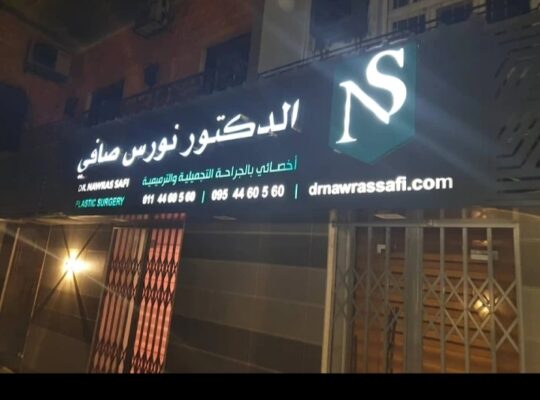 NS
الدكتور نورس صافي
DR. NAWRAS SAFI
أخصائي بالجراحة التجميلية والترميمية
PLASTIC SURGERY
011 44 60 5 60 | 095 44 60 5 60 | drnawrassafi.com